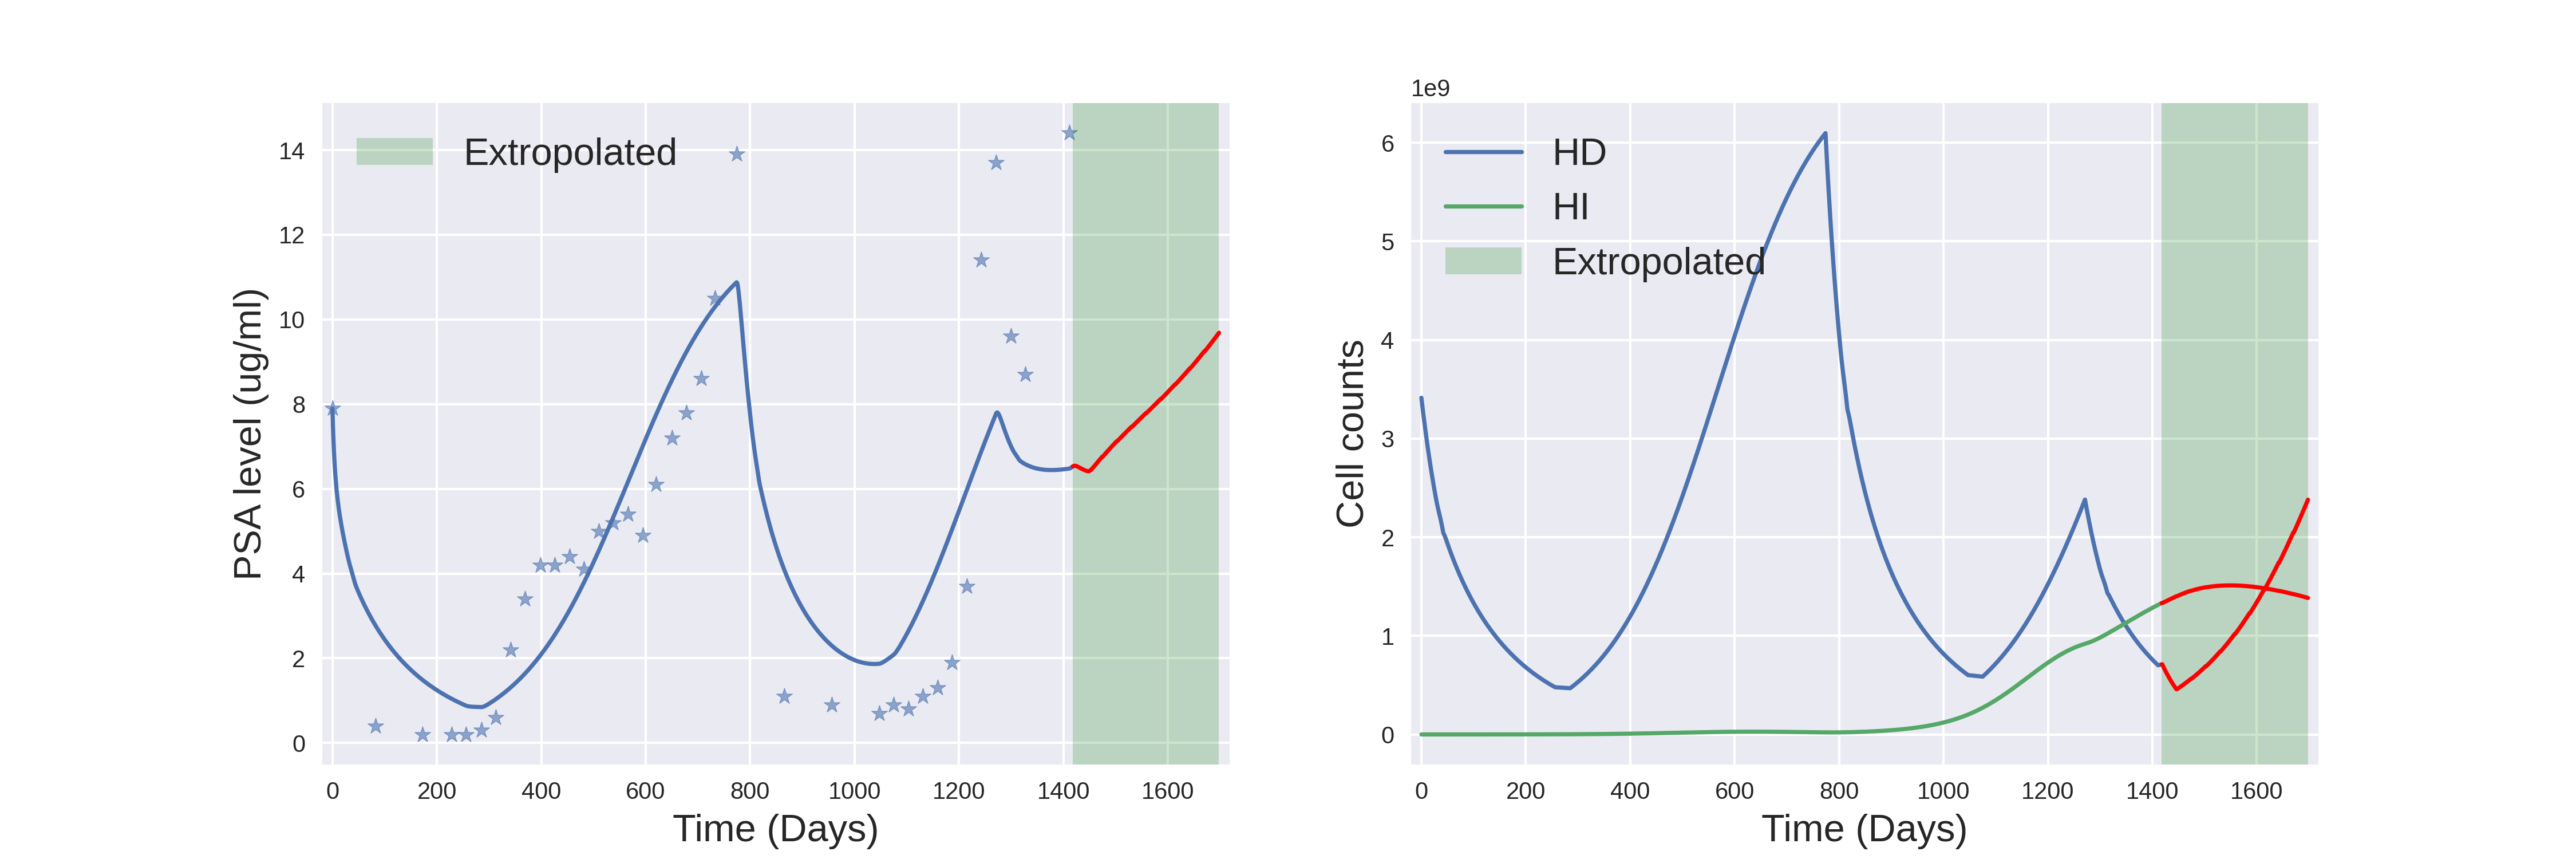 Extropolated
14
12
10
8
6
4
2
0
PSA level (ug/ml)
0 200 400 600 800 1000 1200 1400 1600
Time (Days)
1e9
HD
HI
Extropolated
6
5
4
3
2
1
0
Cell counts
0 200 400 600 800 1000 1200 1400 1600
Time (Days)